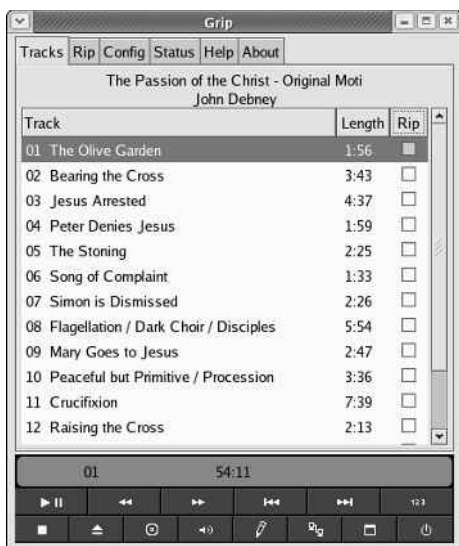 Grip
Tracks Rip Config Status Help About
The Passion of the Christ - Original Moti
John Debney
Track Length Rip
01 The Olive Garden 1:56
02 Bearing the Cross 3:43
03 Jesus Arrested 4:37
04 Peter Denies Jesus 1:59
05 The Stoning 2:25
06 Song of Complaint 1:33
07 Simon is Dismissed 2:26
08 Flagellation / Dark Choir / Disciples 5:54
09 Mary Goes to Jesus 2:47
10 Peaceful but Primitive / Procession 3:36
11 Crucifixion 7:39
12 Raising the Cross 2:13
01 54:11
123